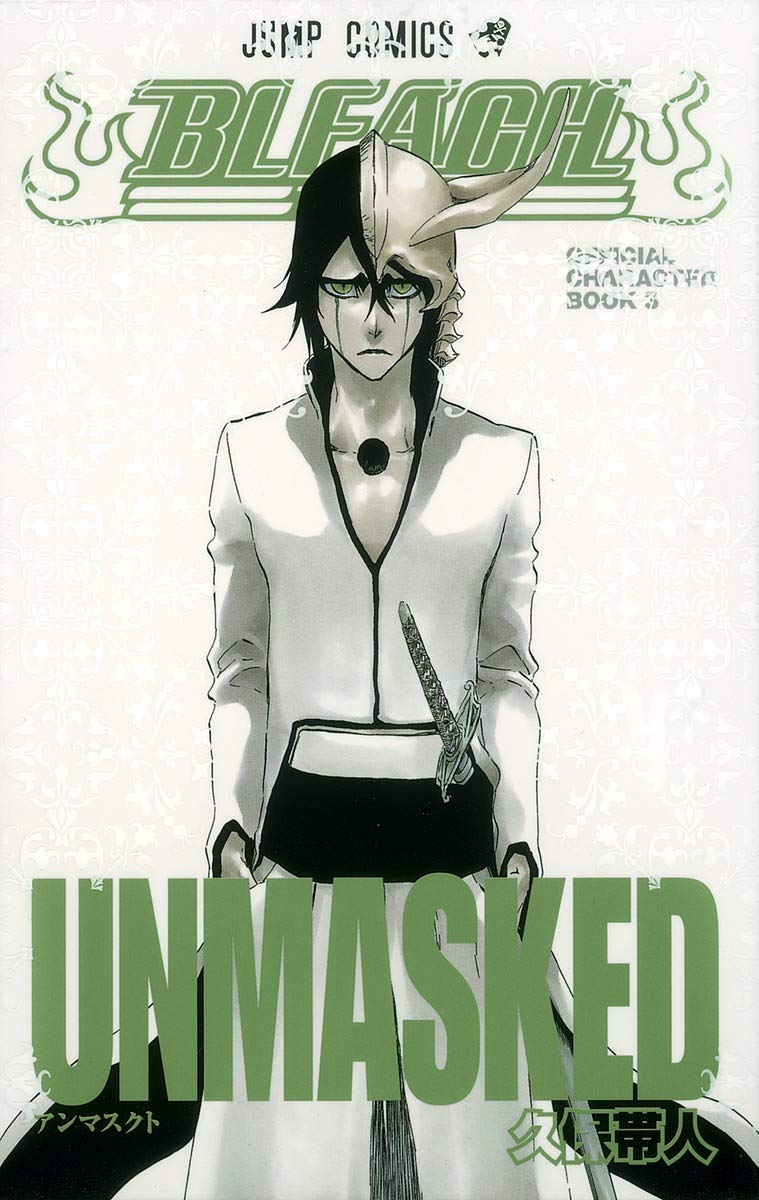 JUMP COMICS
BLEACH
OFFICIAL
CHARACTER
BOOK 3
UNMASKED
アンマスクト
久保帯人